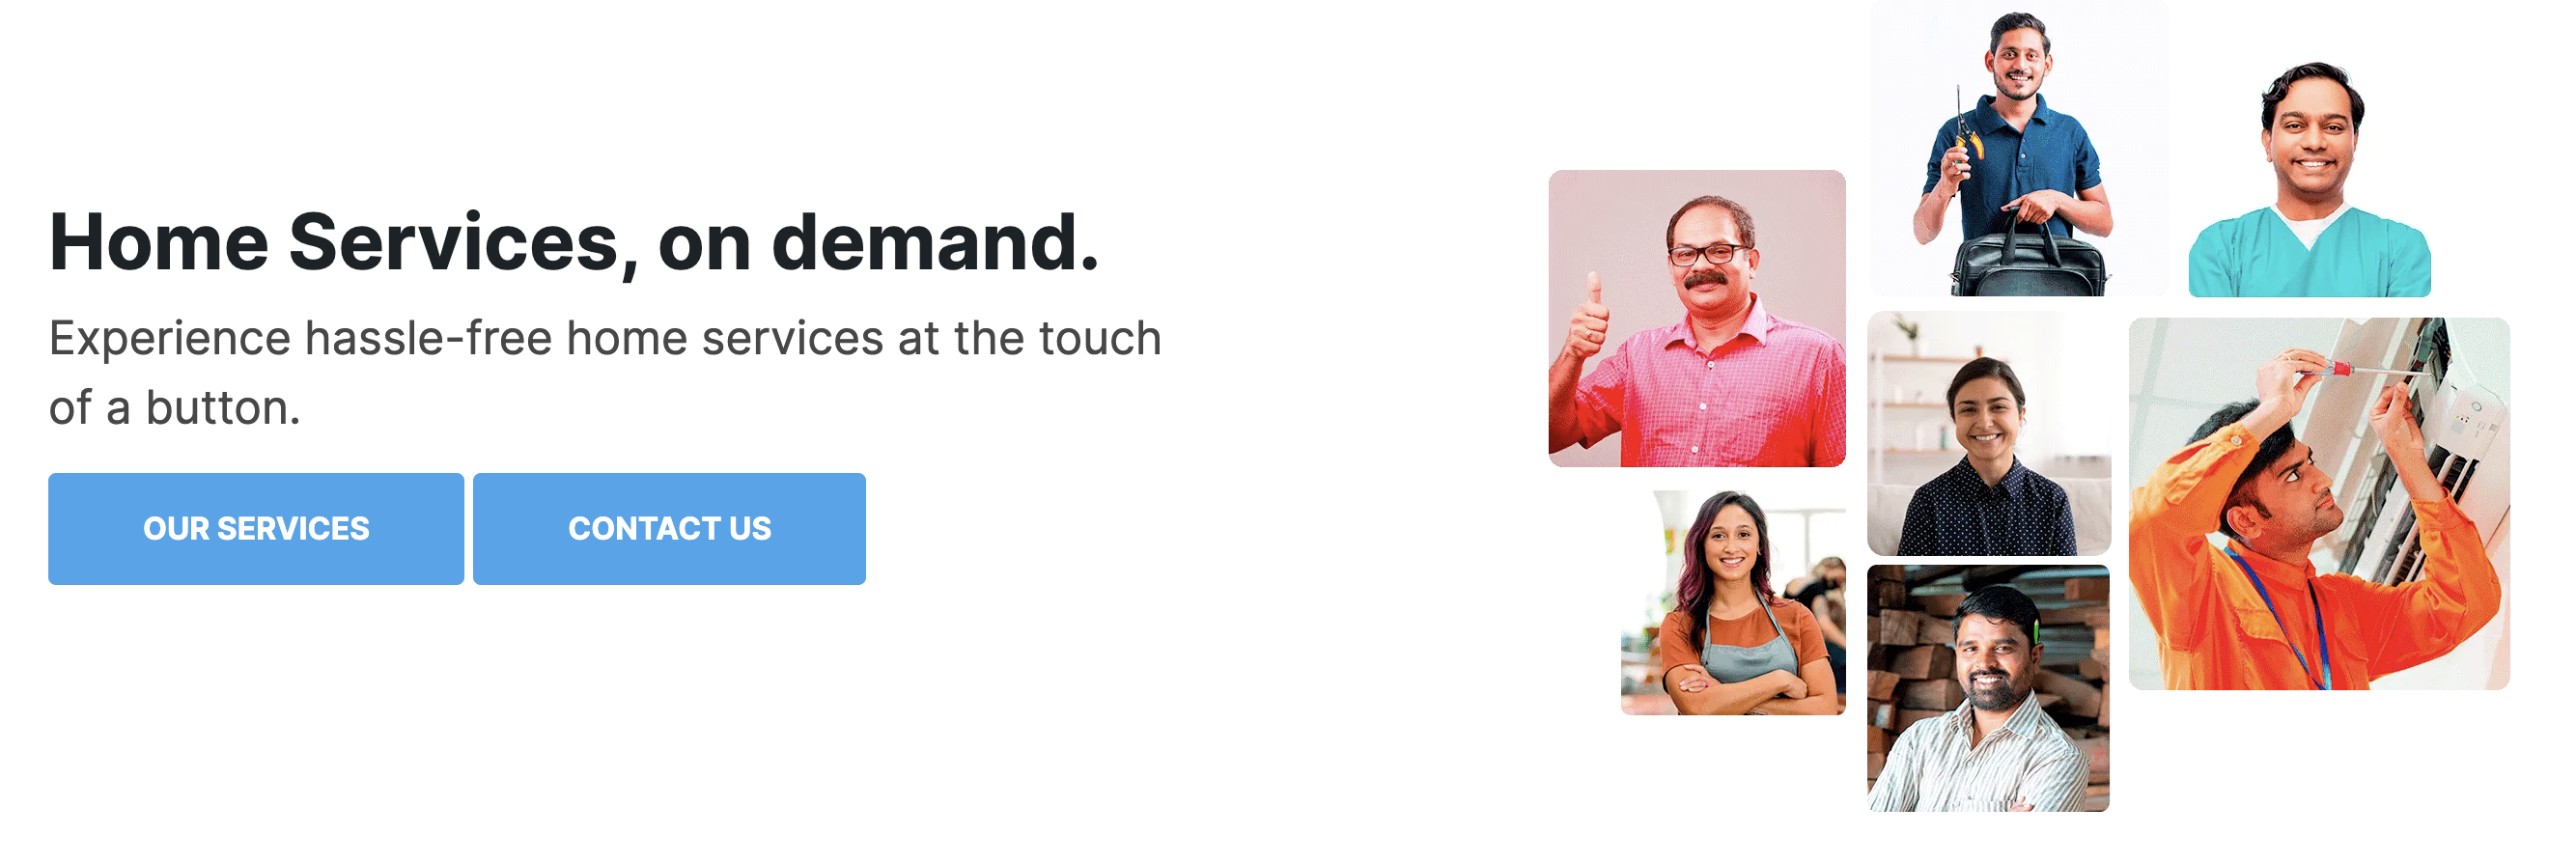 Home Services, on demand.
Experience hassle-free home services at the touch
of a button.
OUR SERVICES
CONTACT US